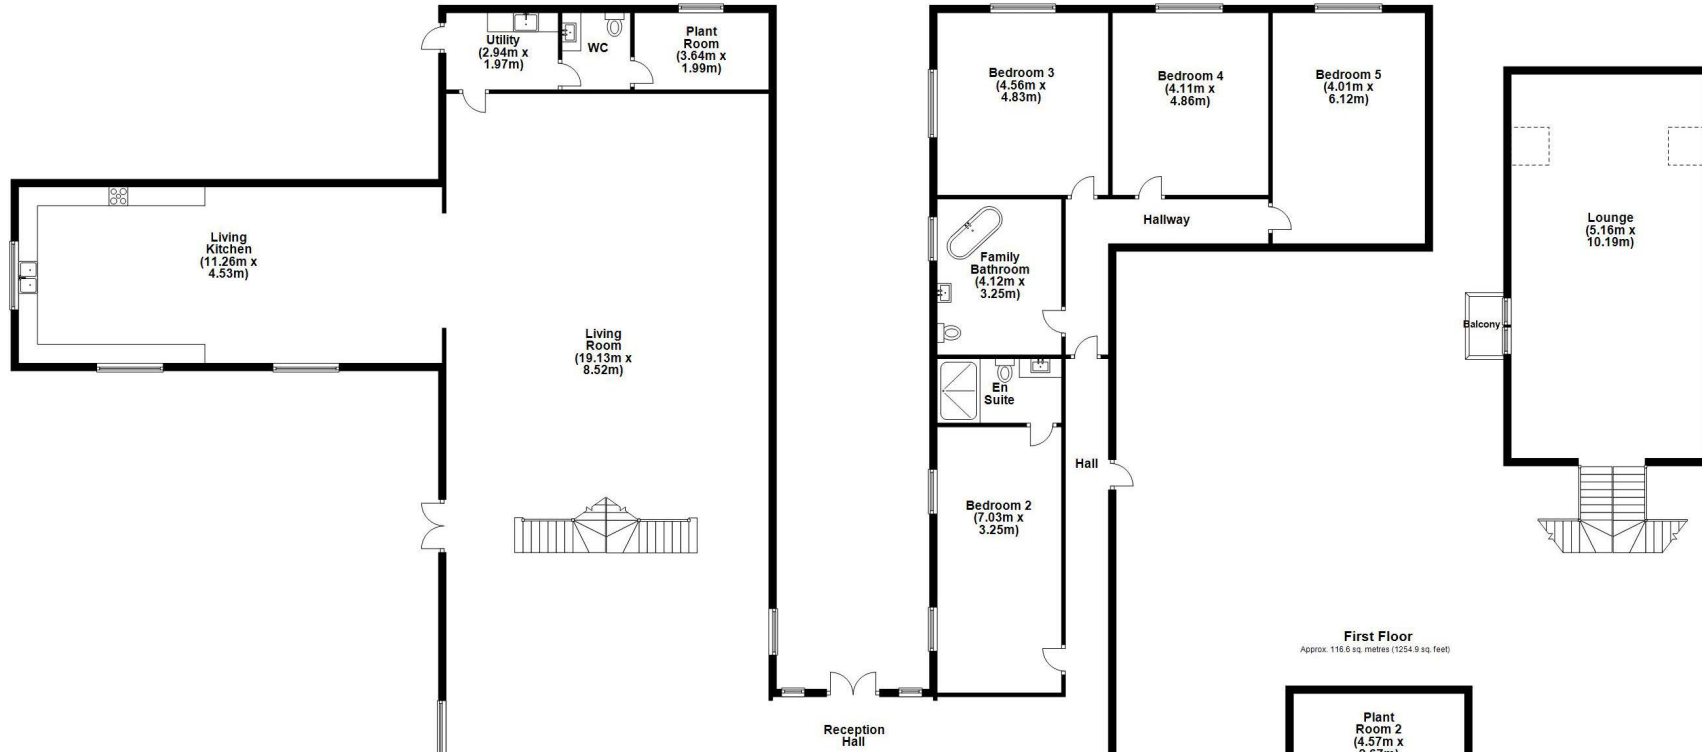 Utility
(2.94m x
1.97m)
WC
Plant
Room
(3.64m x
1.99m)
Bedroom 3
(4.56m x
4.83m)
Bedroom 4
(4.11m x
4.86m)
Bedroom 5
(4.01m x
6.12m)
Living
Kitchen
(11.26m x
4.53m)
Hallway
Lounge
(5.16m x
10.19m)
Family
Bathroom
(4.12m x
3.25m)
Balcony
Living
Room
(19.13m x
8.52m)
En
Suite
Hall
Bedroom 2
(7.03m x
3.25m)
First Floor
Approx. 116.6 sq. metres (1254.9 sq. feet)
Reception
Hall
Plant
Room 2
(4.57m x